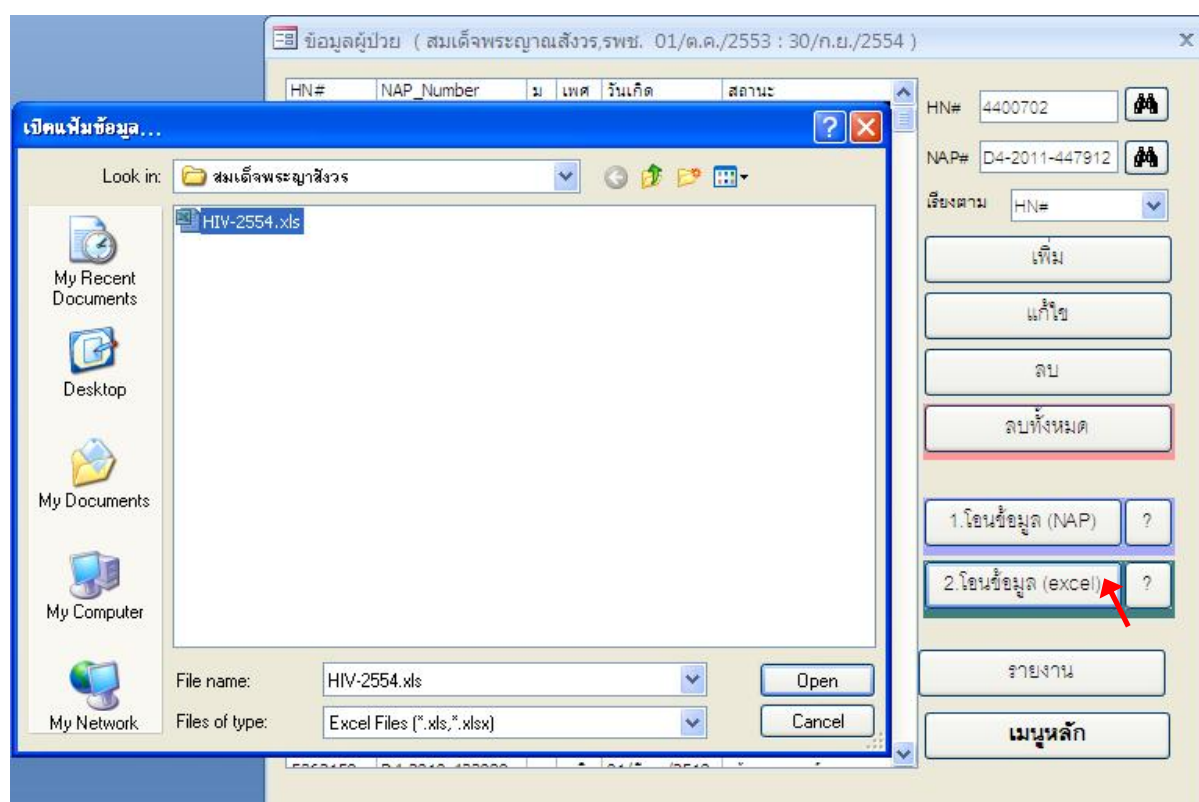 ข้อมูลผู้ป่วย ( สมเด็จพระญาณสังวร,รพช. 01/ต.ค./2553 : 30/ก.ย./2554 )
HN# NAP_Number ม เพศ วันเกิด สถานะ
HN# 4400702
NAP# D4-2011-447912
เรียงตาม HN#
เพิ่ม
แก้ไข
ลบ
ลบทั้งหมด
1.โอนข้อมูล (NAP) ?
2.โอนข้อมูล (excel) ?
รายงาน
เมนูหลัก
เปิดแฟ้มข้อมูล...
Look in: สมเด็จพระญาสังวร
HIV-2554.xls
My Recent
Documents
Desktop
My Documents
My Computer
My Network
File name: HIV-2554.xls Open
Files of type: Excel Files (*.xls,*.xlsx) Cancel